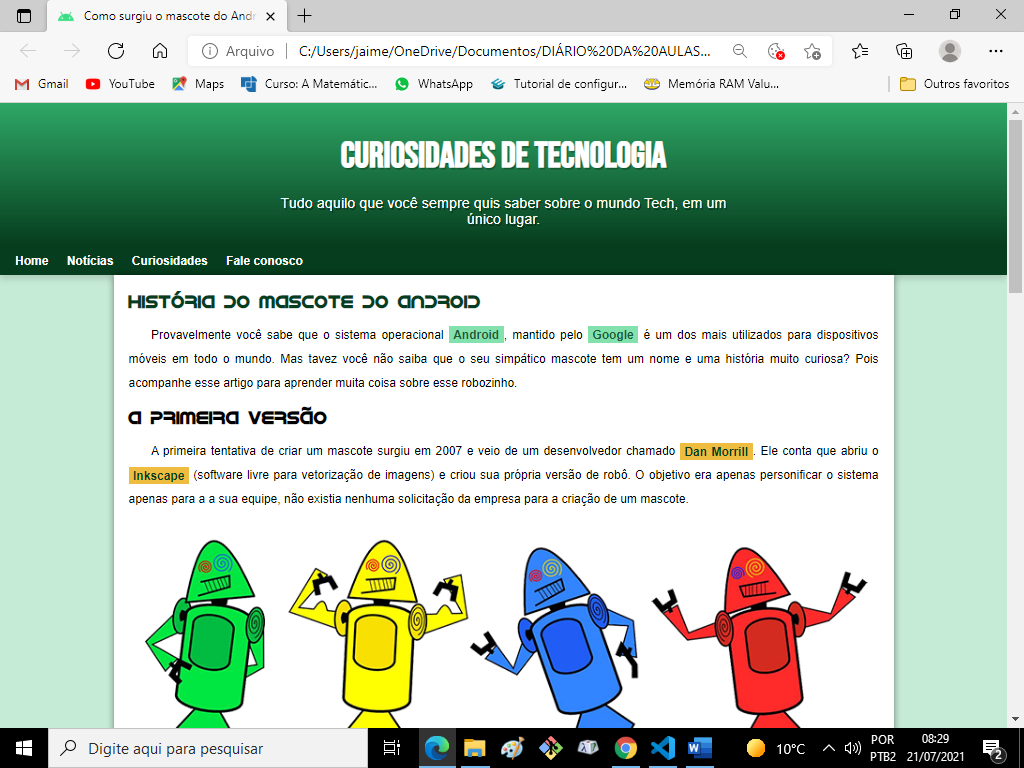 Como surgiu o mascote do Andr
Arquivo
C:/Users/jaime/OneDrive/Documentos/DIÁRIO%20DA%20AULAS...
Gmail YouTube Maps Curso: A Matemátic... WhatsApp Tutorial de configur... Memória RAM Valu... Outros favoritos
CURIOSIDADES DE TECNOLOGIA
Tudo aquilo que você sempre quis saber sobre o mundo Tech, em um
único lugar.
Home Notícias Curiosidades Fale conosco
HISTÓRIA DO MASCOTE DO ANDROID
Provavelmente você sabe que o sistema operacional Android, mantido pelo Google é um dos mais utilizados para dispositivos
móveis em todo o mundo. Mas tavez você não saiba que o seu simpático mascote tem um nome e uma história muito curiosa? Pois
acompanhe esse artigo para aprender muita coisa sobre esse robozinho.
A PRIMEIRA VERSÃO
A primeira tentativa de criar um mascote surgiu em 2007 e veio de um desenvolvedor chamado Dan Morrill. Ele conta que abriu o
Inkscape (software livre para vetorização de imagens) e criou sua própria versão de robô. O objetivo era apenas personificar o sistema
apenas para a a sua equipe, não existia nenhuma solicitação da empresa para a criação de um mascote.
Digite aqui para pesquisar
10°C
POR
PTB2
08:29
21/07/2021
2